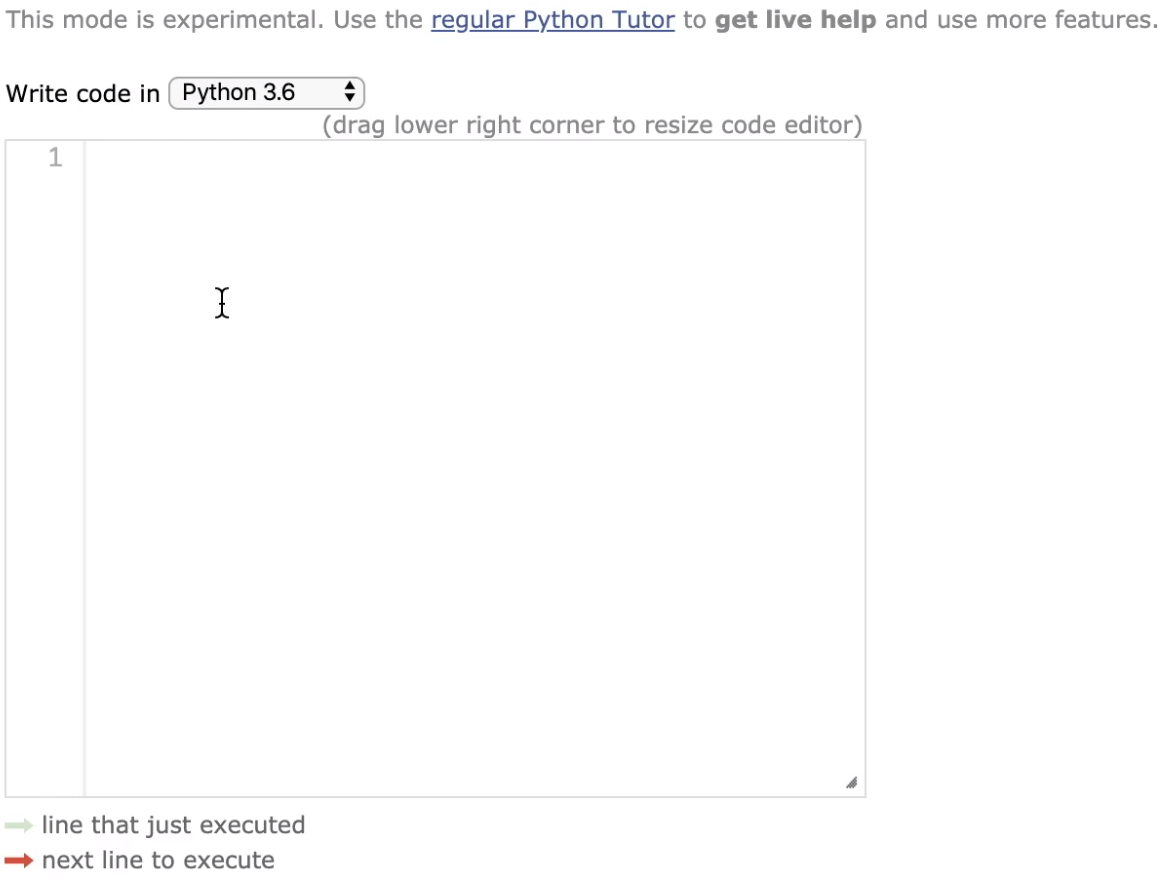 This mode is experimental. Use the regular Python Tutor to get live help and use more features.
Write code in Python 3.6
(drag lower right corner to resize code editor)
1
line that just executed
next line to execute